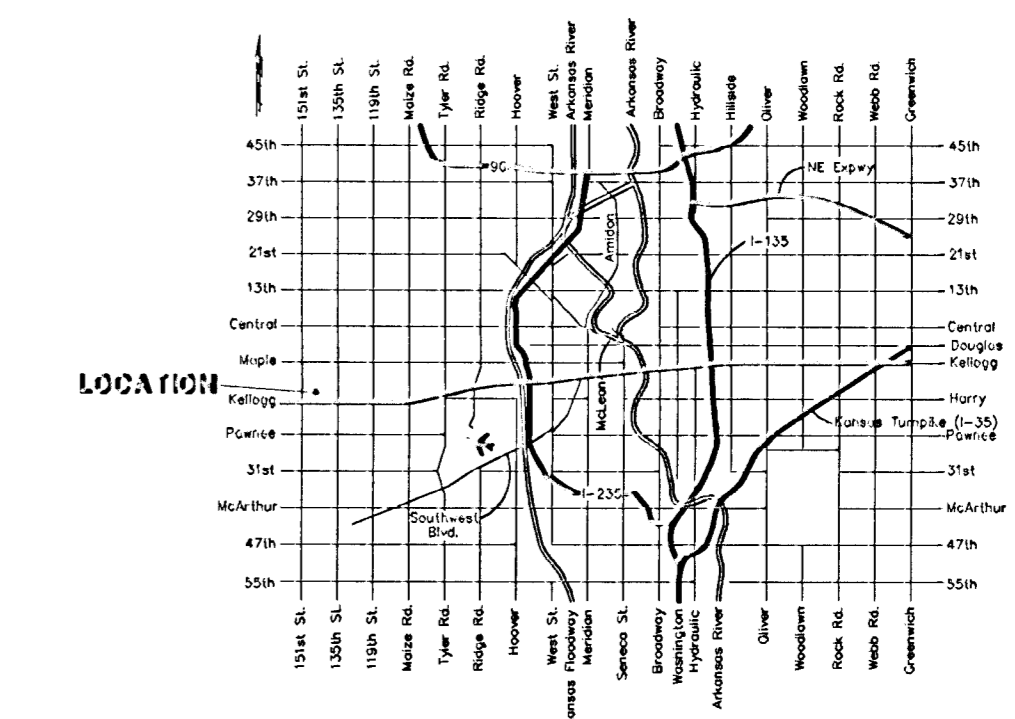 151st St.
135th St.
119th St.
Maize Rd.
Tyler Rd.
Ridge Rd.
Hoover
West St.
Arkansas River
Meridian
Arkansas River
Broadway
Hydraulic
Hillside
Oliver
Woodlawn
Rock Rd.
Webb Rd.
Greenwich
45th
37th
29th
21st
13th
Central
Maple
LOCATION
Kellogg
Pawnee
31st
McArthur
47th
55th
NE Expwy
Amidon
I-135
McLean
Kansas Turnpike (I-35)
I-235
Southwest
Blvd.
45th
37th
29th
21st
13th
Central
Douglas
Kellogg
Harry
Pawnee
31st
McArthur
47th
55th
151st St.
135th St.
119th St.
Maize Rd.
Tyler Rd.
Ridge Rd.
Hoover
West St.
ansas Floodway
Meridian
Seneca St.
Broadway
Washington
Hydraulic
Arkansas River
Oliver
Woodlawn
Rock Rd.
Webb Rd.
Greenwich